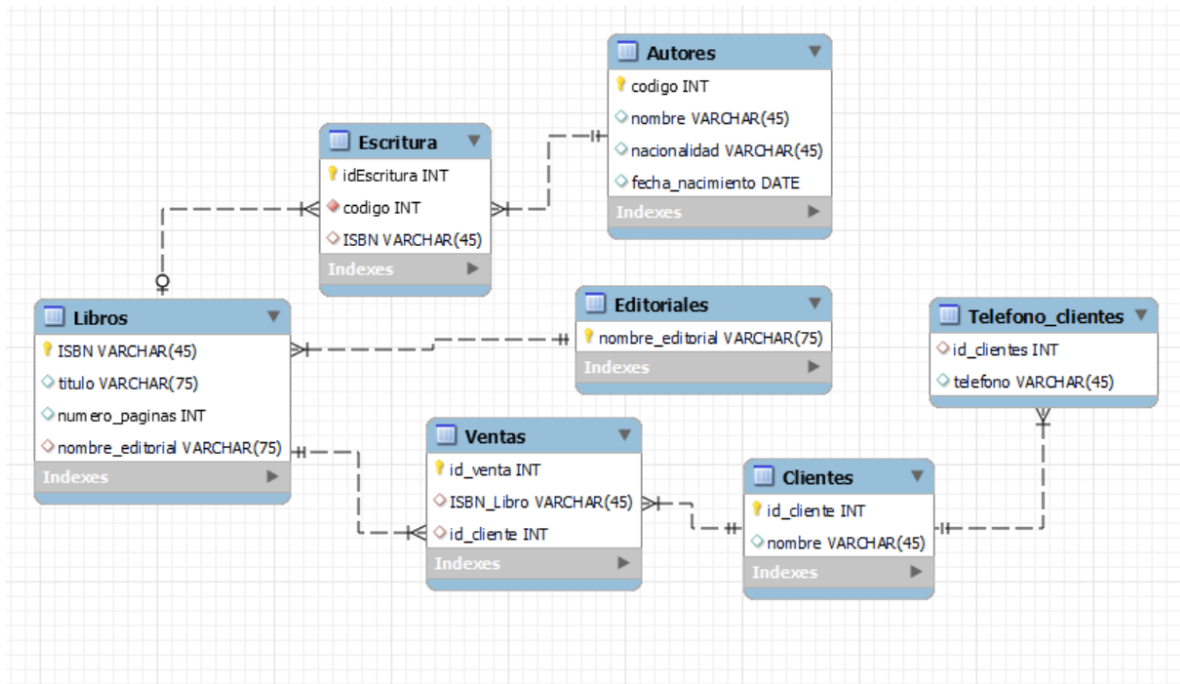 Autores
codigo INT
nombre VARCHAR(45)
nacionalidad VARCHAR(45)
fecha_nacimiento DATE
Indexes
Escritura
idEscritura INT
codigo INT
ISBN VARCHAR(45)
Indexes
Libros
ISBN VARCHAR(45)
titulo VARCHAR(75)
numero_paginas INT
nombre_editorial VARCHAR(75)
Indexes
Editoriales
nombre_editorial VARCHAR(75)
Indexes
Telefono_clientes
id_clientes INT
telefono VARCHAR(45)
Ventas
id_venta INT
ISBN_Libro VARCHAR(45)
id_cliente INT
Indexes
Clientes
id_cliente INT
nombre VARCHAR(45)
Indexes